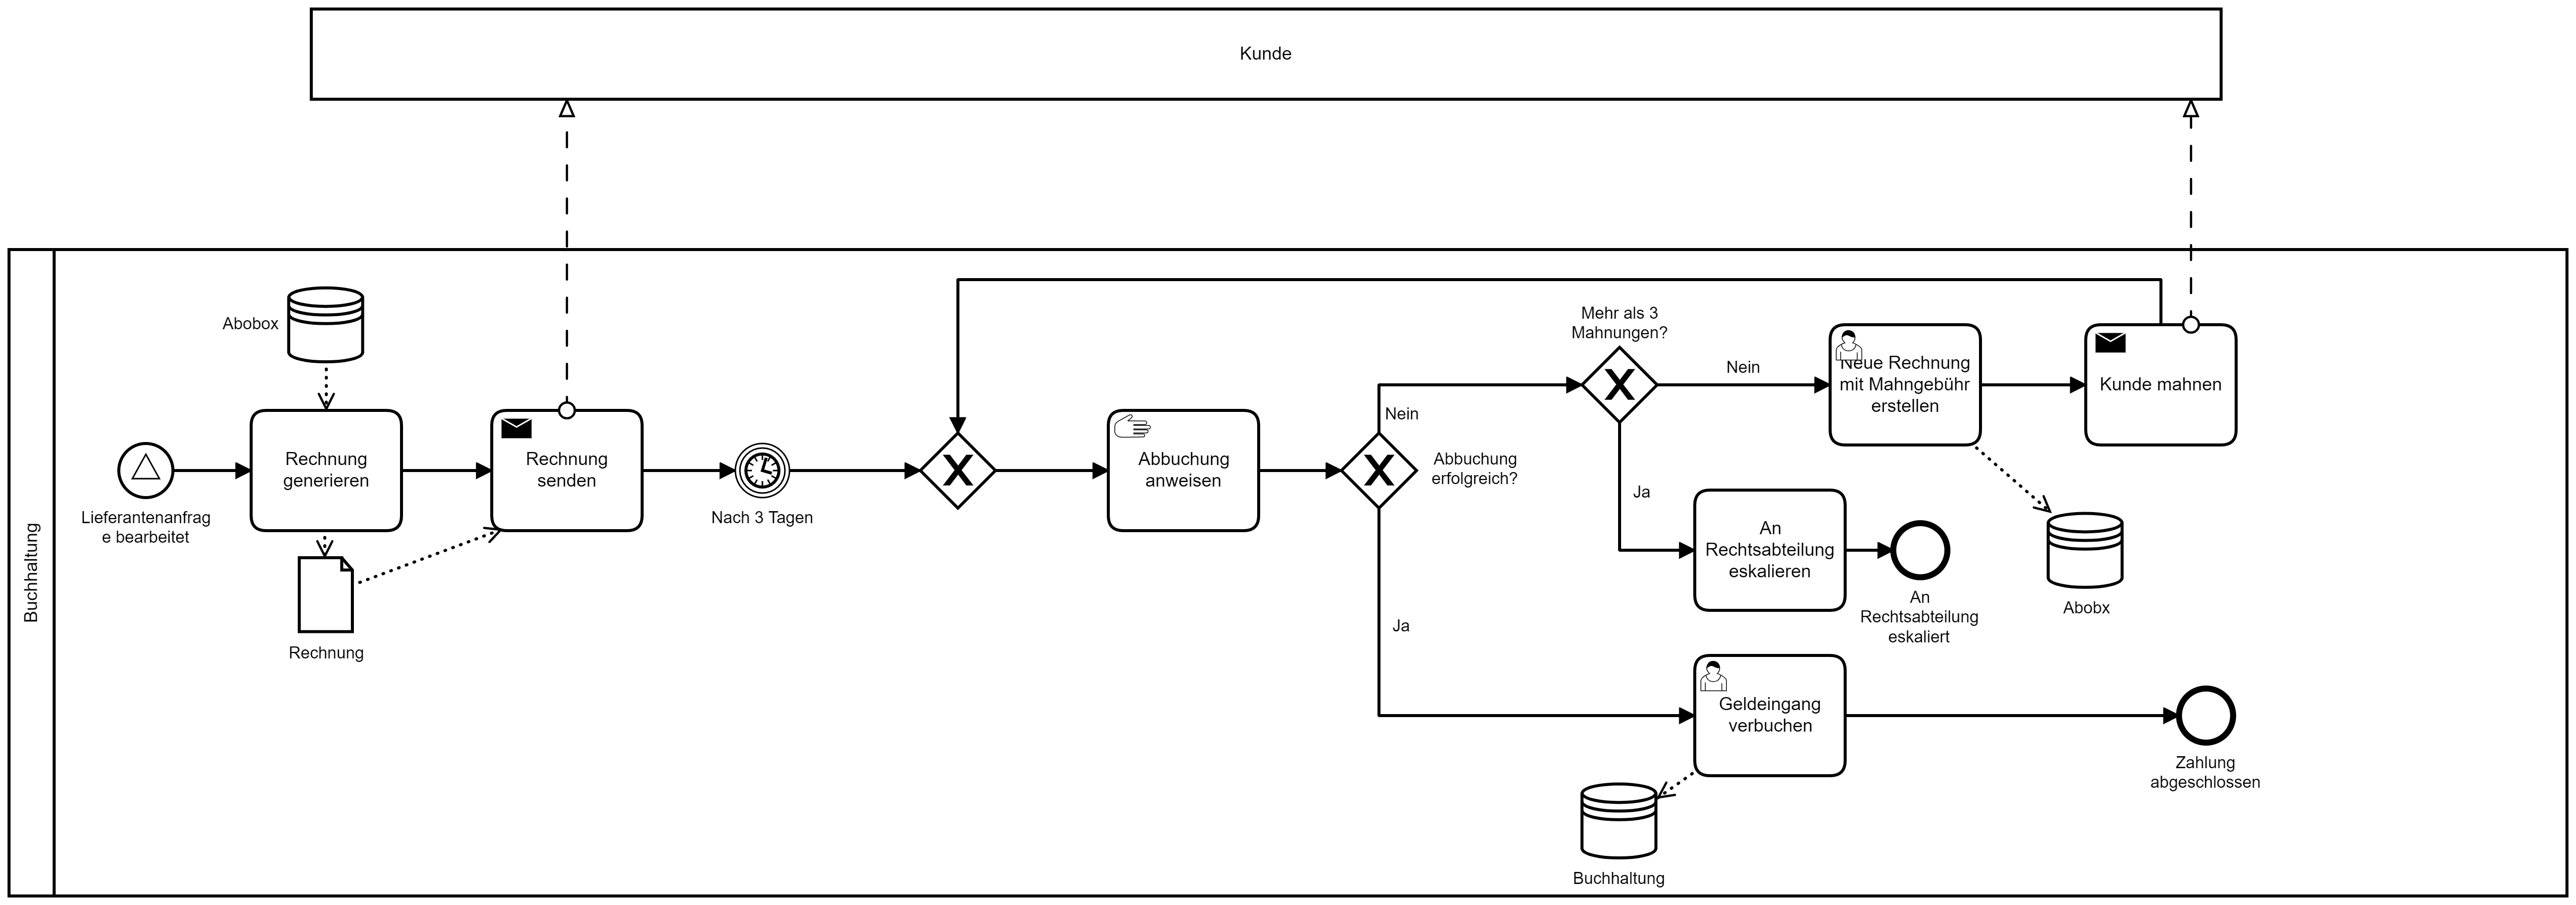 Kunde
Buchhaltung
Abobox
Lieferantenanfrag
e bearbeitet
Rechnung
generieren
Rechnung
Rechnung
senden
Nach 3 Tagen
Abbuchung
anweisen
Nein
Abbuchung
erfolgreich?
Ja
Mehr als 3
Mahnungen?
Nein
Ja
Neue Rechnung
mit Mahngebühr
erstellen
Kunde mahnen
An
Rechtsabteilung
eskalieren
An
Rechtsabteilung
eskaliert
Abobx
Geldeingang
verbuchen
Buchhaltung
Zahlung
abgeschlossen